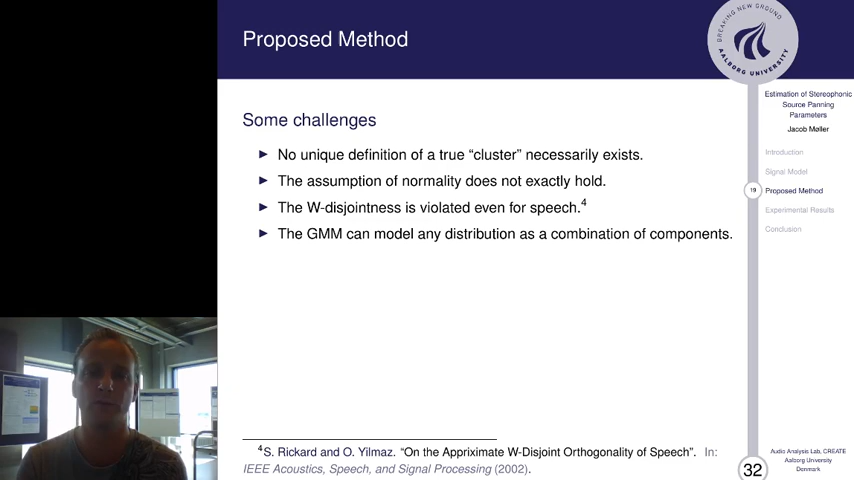 Proposed Method
BREAKING NEW GROUND
AALBORG UNIVERSITY
Some challenges
No unique definition of a true “cluster” necessarily exists.
The assumption of normality does not exactly hold.
The W-disjointness is violated even for speech.4
The GMM can model any distribution as a combination of components.
4S. Rickard and O. Yilmaz. “On the Appriximate W-Disjoint Orthogonality of Speech”. In:
IEEE Acoustics, Speech, and Signal Processing (2002).
Estimation of Stereophonic
Source Panning
Parameters
Jacob Møller
Introduction
Signal Model
19 Proposed Method
Experimental Results
Conclusion
Audio Analysis Lab, CREATE
Aalborg University
Denmark
32